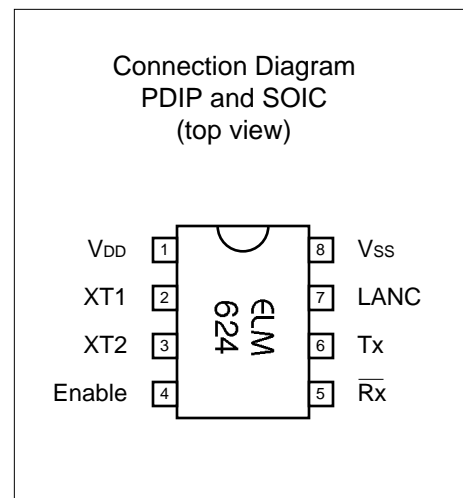 Connection Diagram
PDIP and SOIC
(top view)
VDD 1 8 VSS
XT1 2 7 LANC
XT2 3 6 Tx
Enable 4 5 R̅x̅
ELM
624